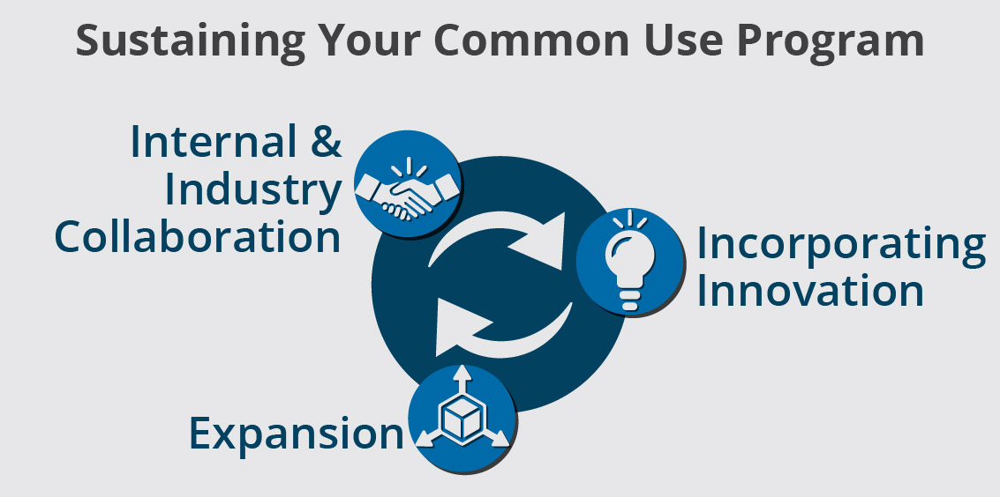 Sustaining Your Common Use Program
Internal &
Industry
Collaboration
Incorporating
Innovation
Expansion